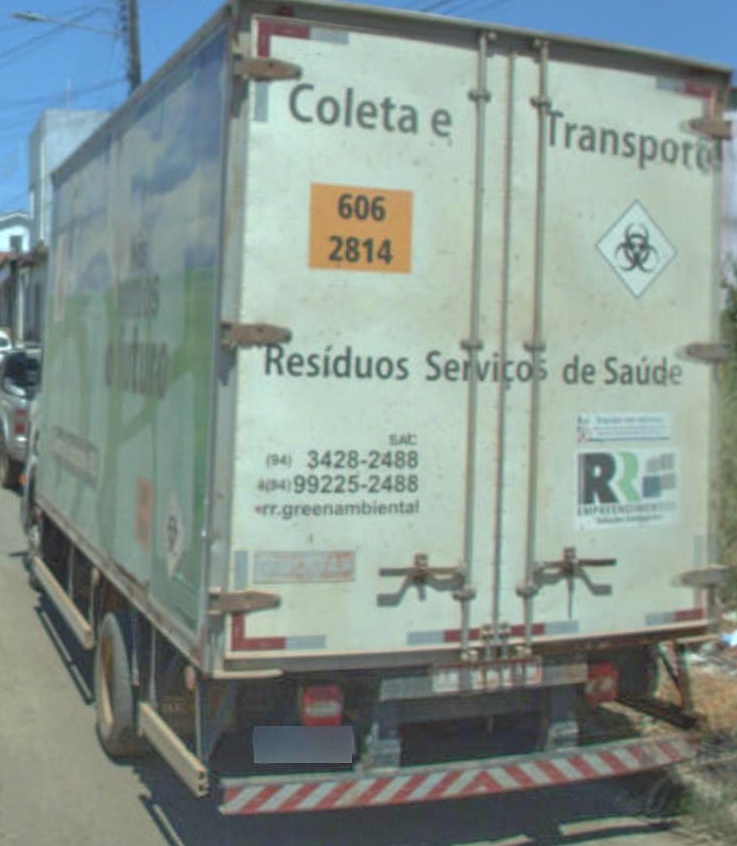 Coleta e Transporte
606
2814
Resíduos Serviços de Saúde
SAC
(94) 3428-2488
(94) 99225-2488
rr.greenambiental
RR
EMPREENDIMENTOS